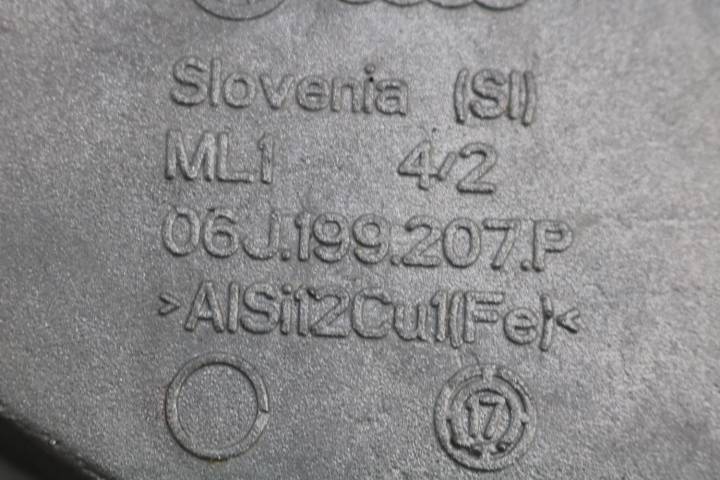 Slovenia (SI)
ML1 4/2
06J.199.207.P
>AlSi12Cu1(Fe)<
17